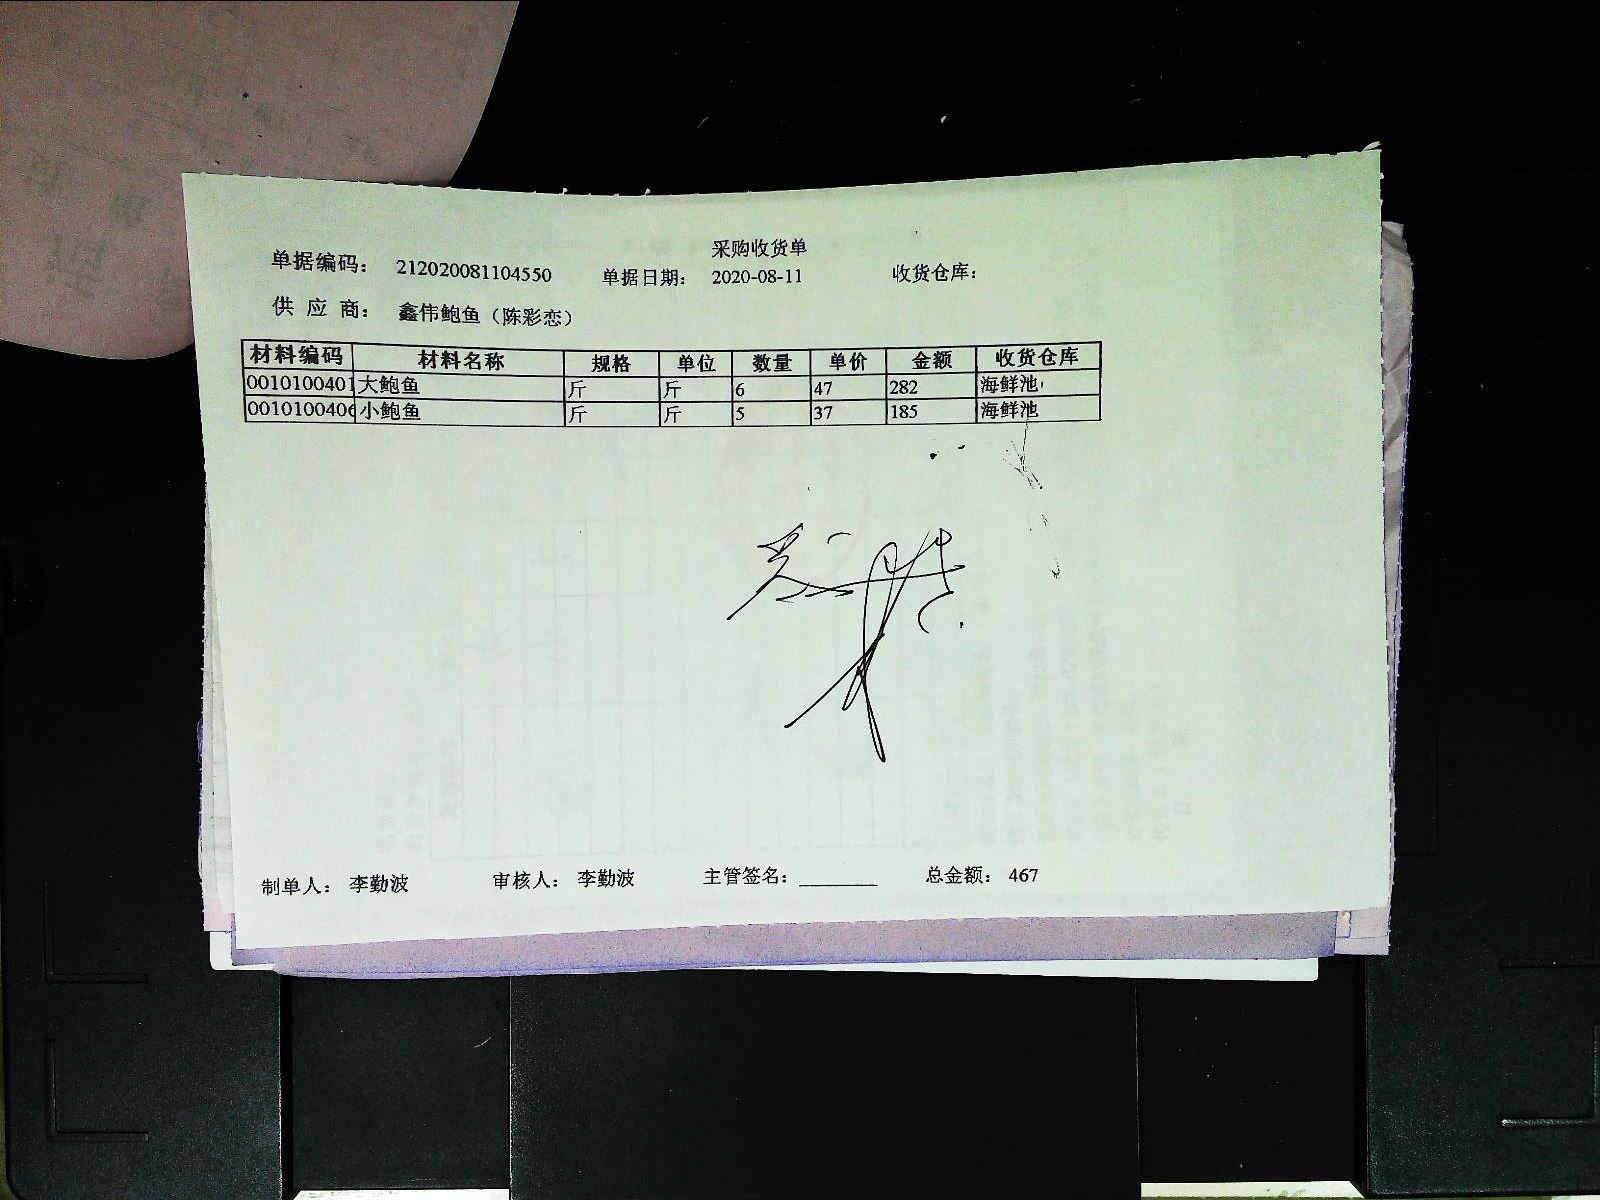 采购收货单
单据编码： 212020081104550 单据日期： 2020-08-11 收货仓库：
供 应 商： 鑫伟鲍鱼（陈彩恋）
材料编码 材料名称 规格 单位 数量 单价 金额 收货仓库
0010100401 大鲍鱼 斤 斤 6 47 282 海鲜池
0010100406 小鲍鱼 斤 斤 5 37 185 海鲜池
制单人： 李勤波 审核人： 李勤波 主管签名： 总金额： 467